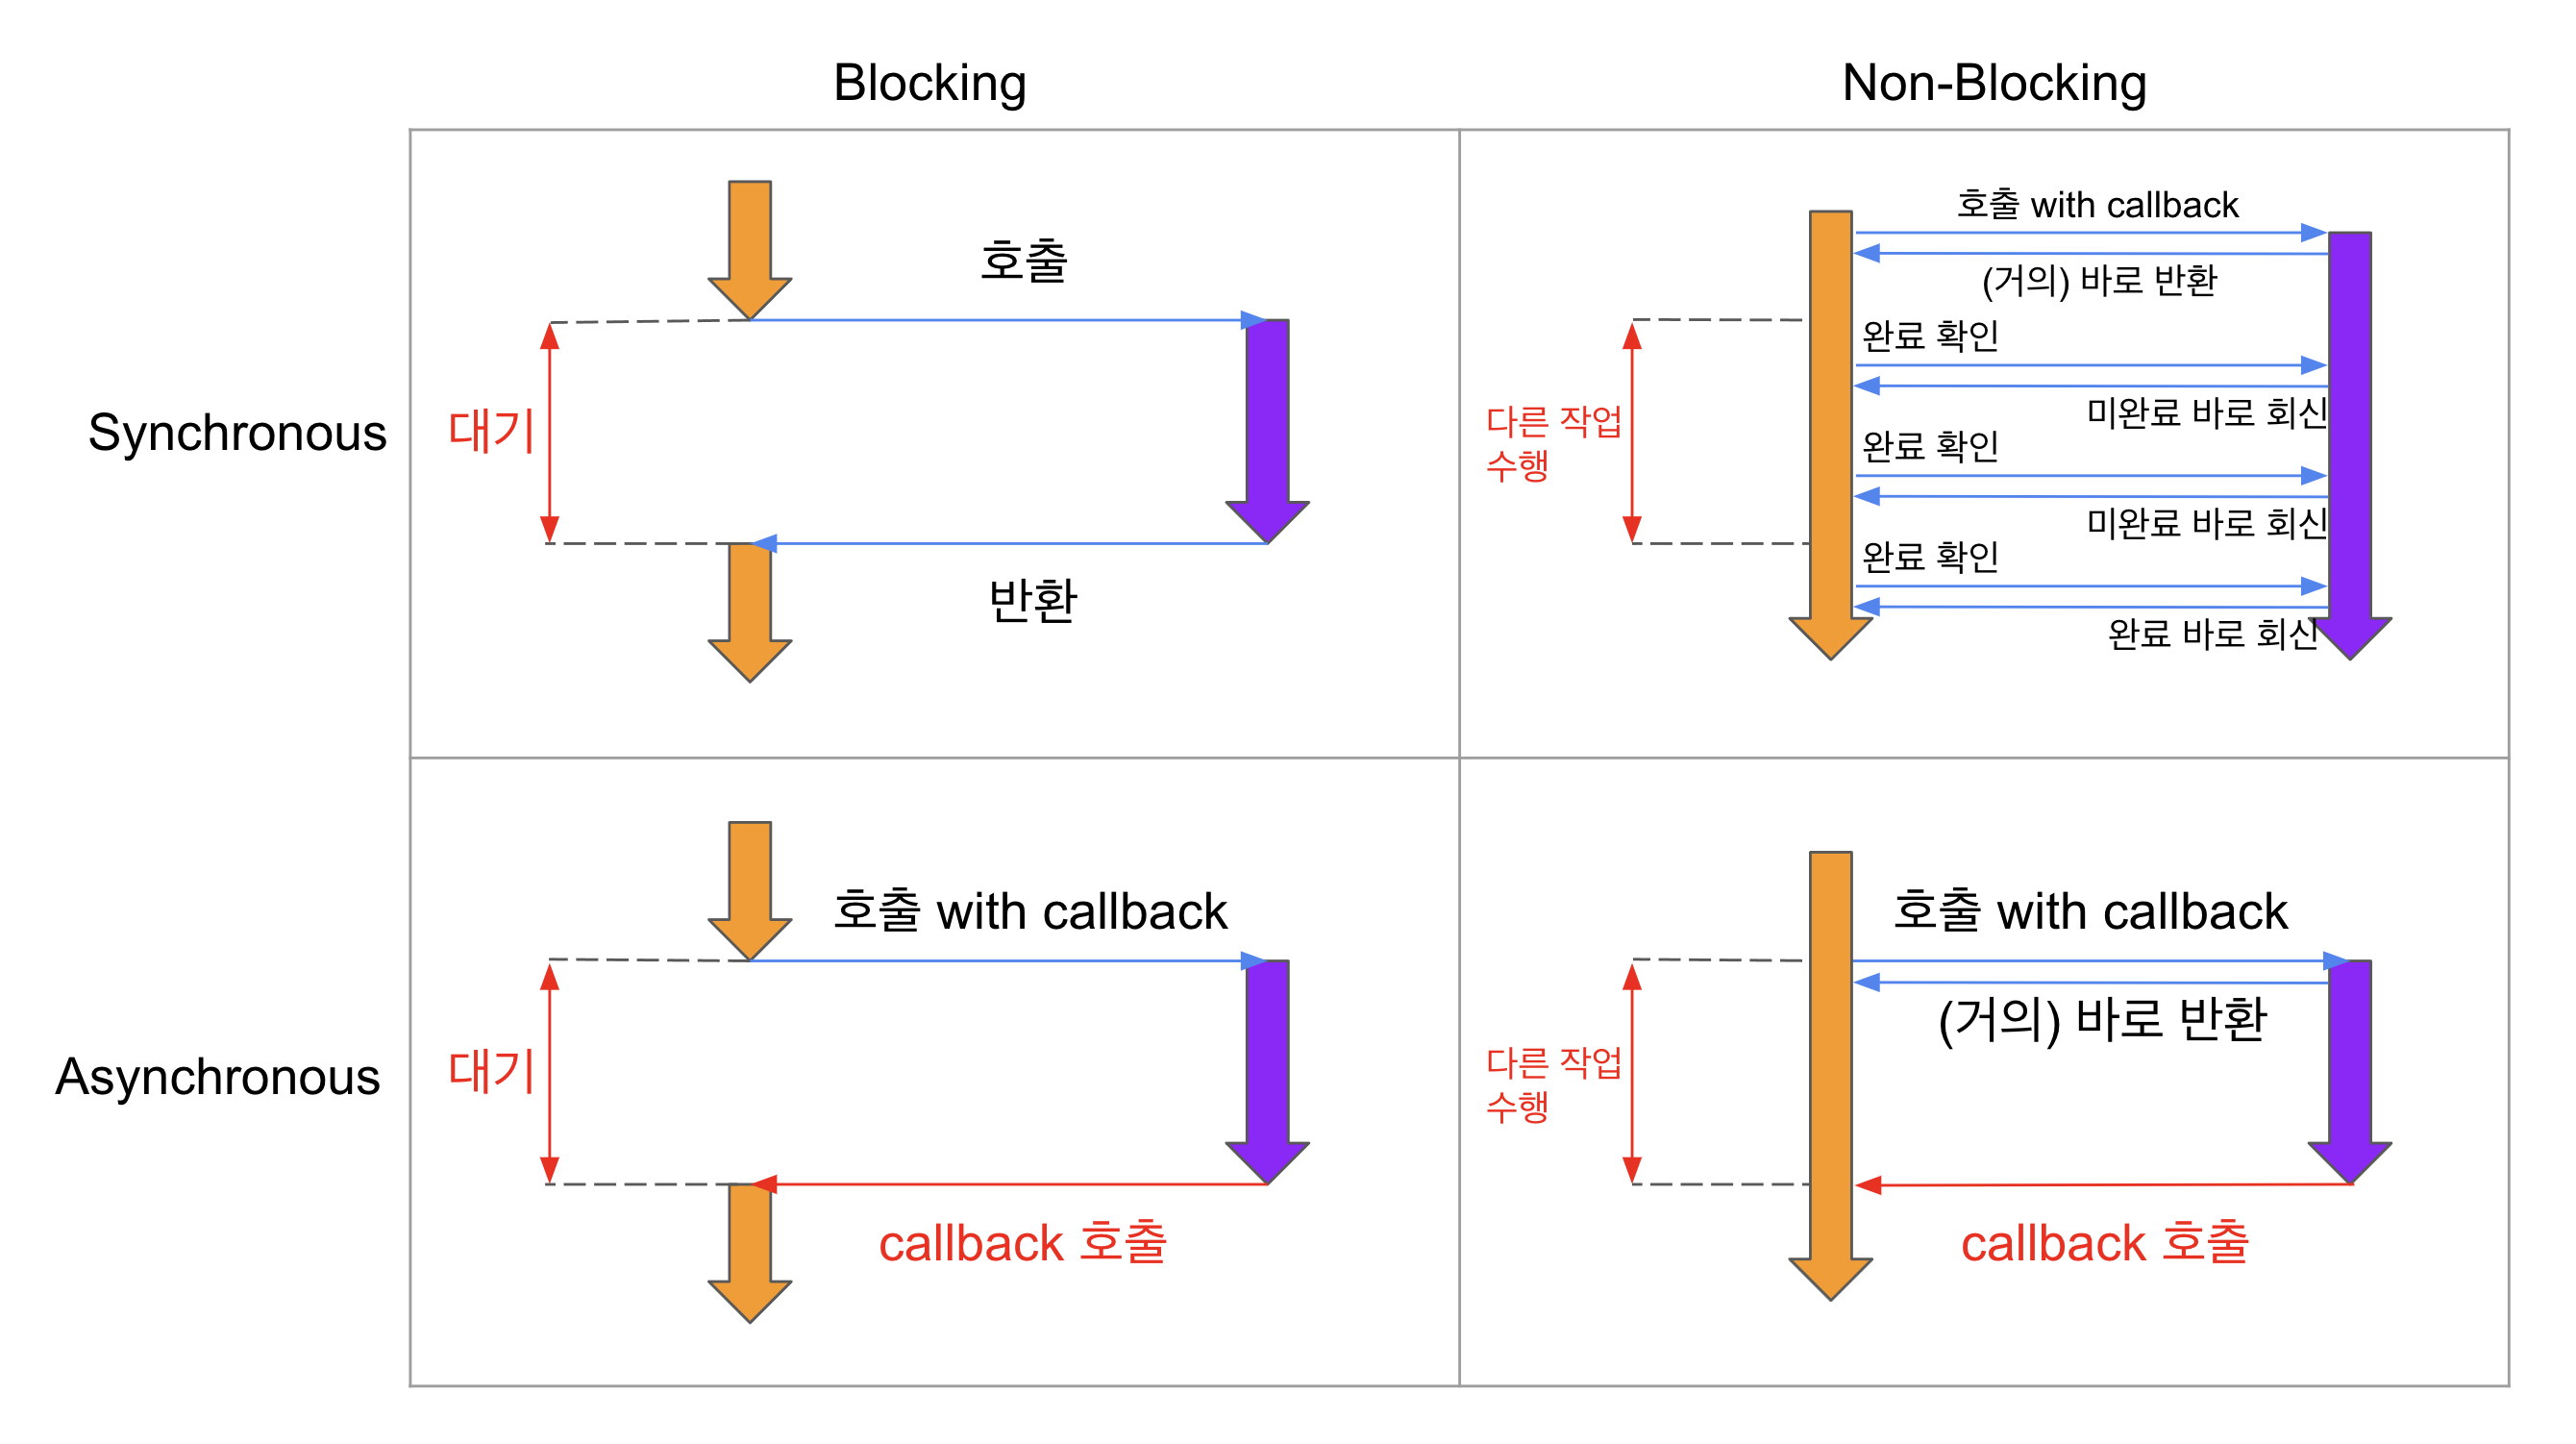 Blocking
Non-Blocking
Synchronous
호출
대기
반환
호출 with callback
(거의) 바로 반환
완료 확인
미완료 바로 회신
다른 작업
수행
완료 확인
미완료 바로 회신
완료 확인
완료 바로 회신
Asynchronous
호출 with callback
대기
callback 호출
호출 with callback
(거의) 바로 반환
다른 작업
수행
callback 호출